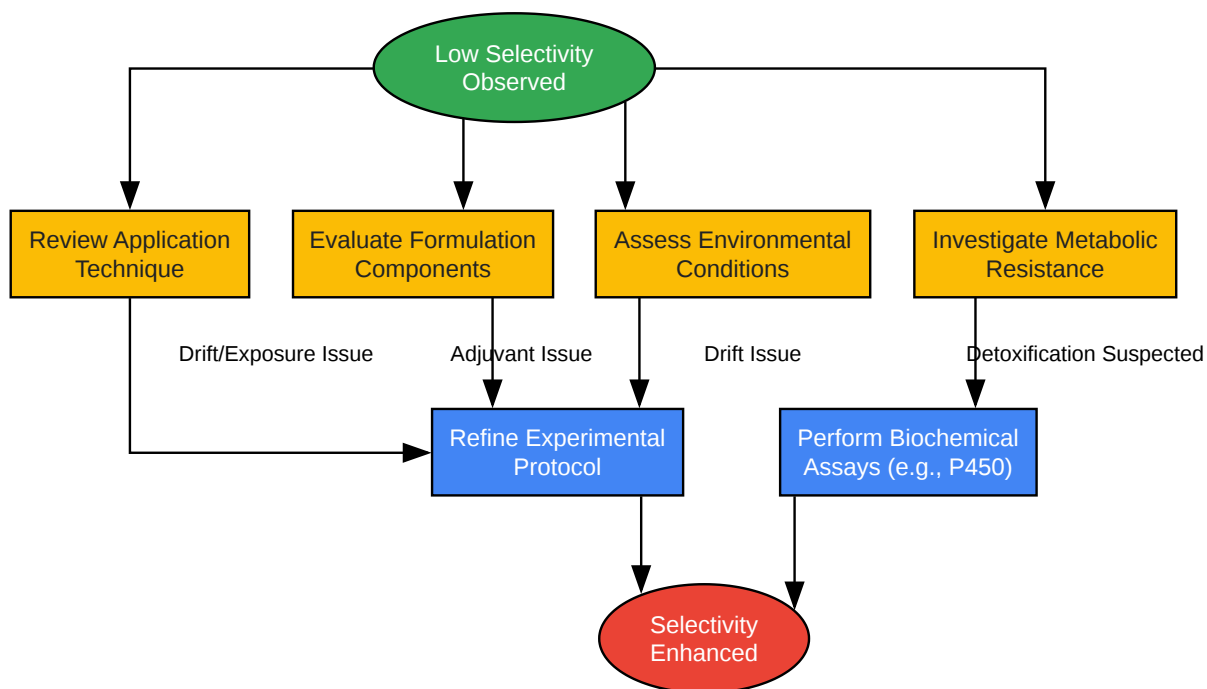 Low Selectivity
Observed
Review Application
Technique
Evaluate Formulation
Components
Assess Environmental
Conditions
Investigate Metabolic
Resistance
Drift/Exposure Issue
Adjuvant Issue
Drift Issue
Detoxification Suspected
Refine Experimental
Protocol
Perform Biochemical
Assays (e.g., P450)
Selectivity
Enhanced